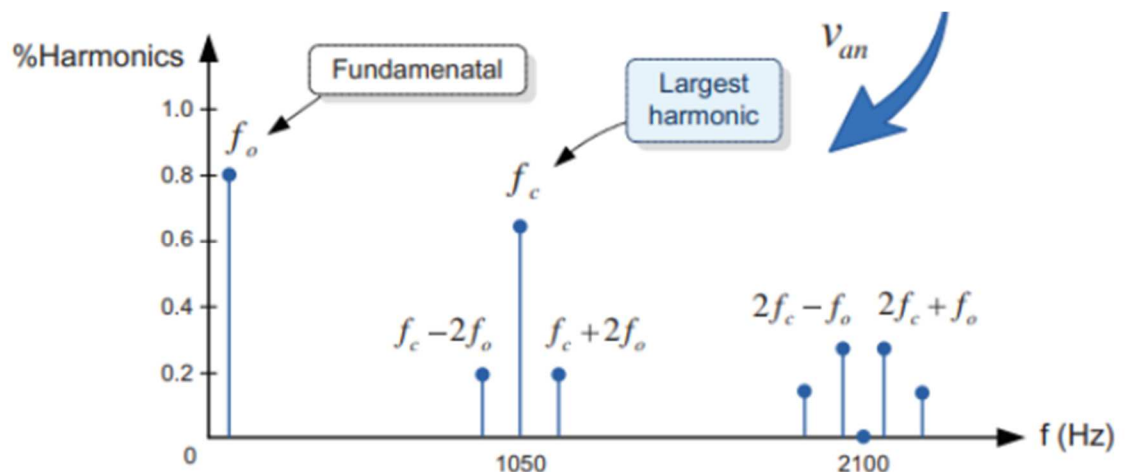 %Harmonics
Fundamenatal
v_an
Largest
harmonic
1.0
f_o
0.8
f_c
0.6
0.4
2f_c − f_o
2f_c + f_o
f_c −2f_o
f_c +2f_o
0.2
f (Hz)
0
1050
2100